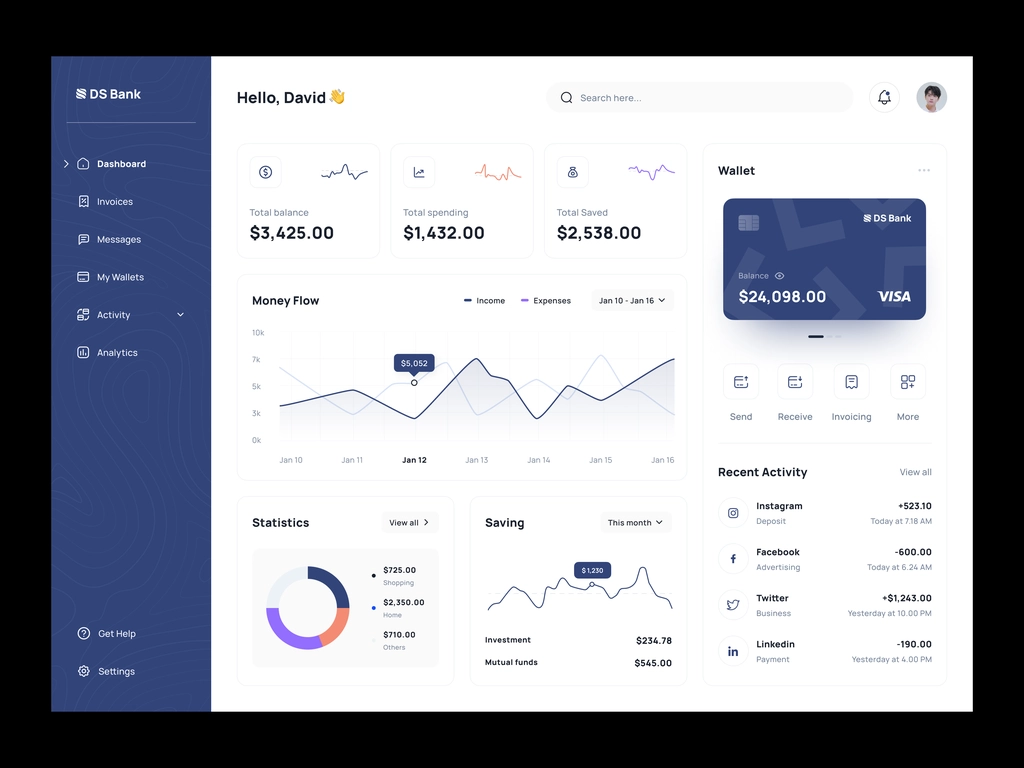 DS Bank
Dashboard
Invoices
Messages
My Wallets
Activity
Analytics
Get Help
Settings
Hello, David 👋
Search here...
Total balance
$3,425.00
Total spending
$1,432.00
Total Saved
$2,538.00
Money Flow
Income
Expenses
Jan 10 - Jan 16
10k
7k
5k
3k
0k
$5,052
Jan 10
Jan 11
Jan 12
Jan 13
Jan 14
Jan 15
Jan 16
Statistics
View all
$725.00
Shopping
$2,350.00
Home
$710.00
Others
Saving
This month
$ 1,230
Investment
$234.78
Mutual funds
$545.00
Wallet
DS Bank
Balance
$24,098.00
VISA
Send
Receive
Invoicing
More
Recent Activity
View all
Instagram
+523.10
Deposit
Today at 7.18 AM
Facebook
-600.00
Advertising
Today at 6.24 AM
Twitter
+$1,243.00
Business
Yesterday at 10.00 PM
Linkedin
-190.00
Payment
Yesterday at 4.00 PM